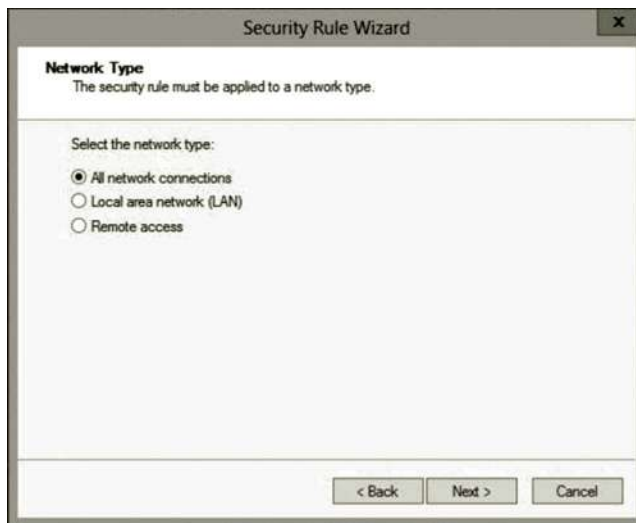 Security Rule Wizard
x
Network Type
The security rule must be applied to a network type.
Select the network type:
All network connections
Local area network (LAN)
Remote access
< Back
Next >
Cancel